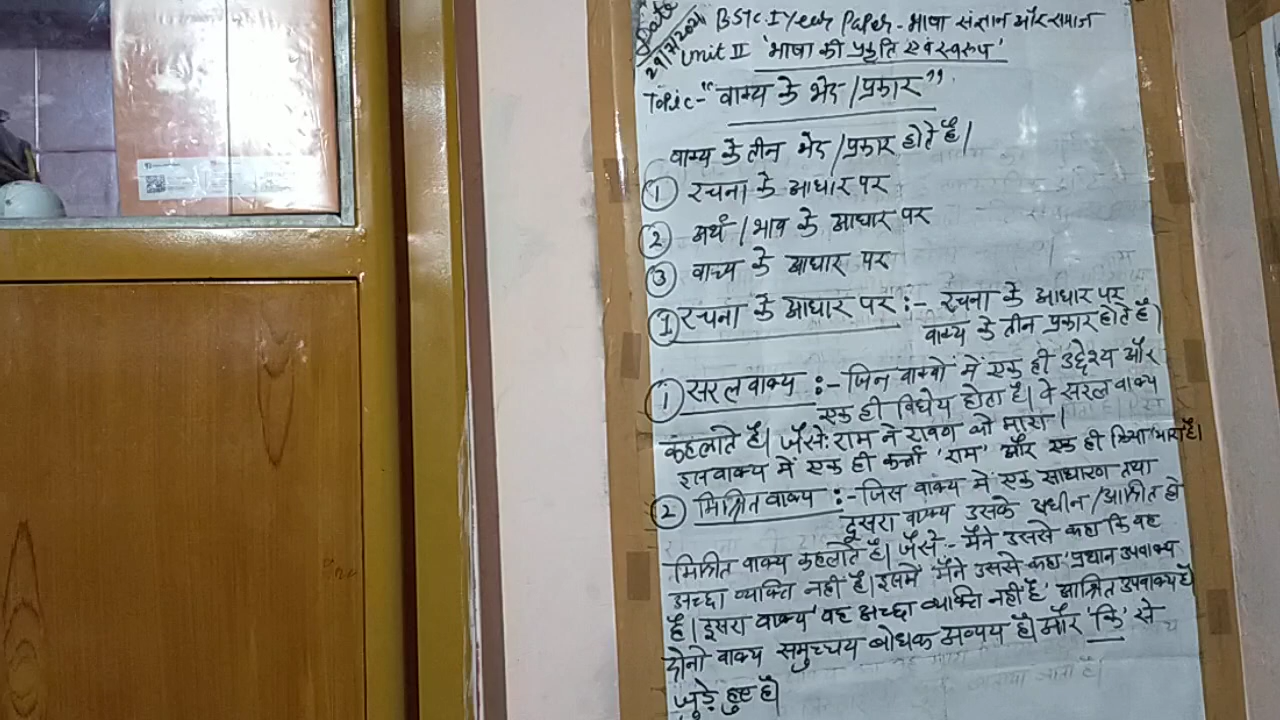 Date
29/7/2021
BSTC I Year Paper - भाषा संज्ञान और समाज
Unit II 'भाषा की प्रकृति एवं स्वरूप'
Topic- "वाक्य के भेद/प्रकार"
वाक्य के तीन भेद/प्रकार होते है।
① रचना के आधार पर
② अर्थ/भाव के आधार पर
③ वाच्य के आधार पर
① रचना के आधार पर :- रचना के आधार पर
वाक्य के तीन प्रकार होते है।
① सरल वाक्य :- जिन वाक्यों में एक ही उद्देश्य और
एक ही विधेय होता है। वे सरल वाक्य
कहलाते है। जैसे: राम ने रावण को मारा।
इस वाक्य में एक ही कर्त्ता 'राम' और एक ही क्रिया 'मारा' है।
② मिश्रित वाक्य :- जिस वाक्य में एक साधारण तथा
दूसरा वाक्य उसके अधीन/आश्रित हो
मिश्रित वाक्य कहलाते है। जैसे - मैंने उससे कहा कि वह
अच्छा व्यक्ति नही है। इसमें 'मैंने उससे कहा' प्रधान उपवाक्य
है। दूसरा वाक्य 'वह अच्छा व्यक्ति नहीं है' आश्रित उपवाक्य है
दोनो वाक्य समुच्चय बोधक अव्यय है। और 'कि' से
जुड़े हुए है।